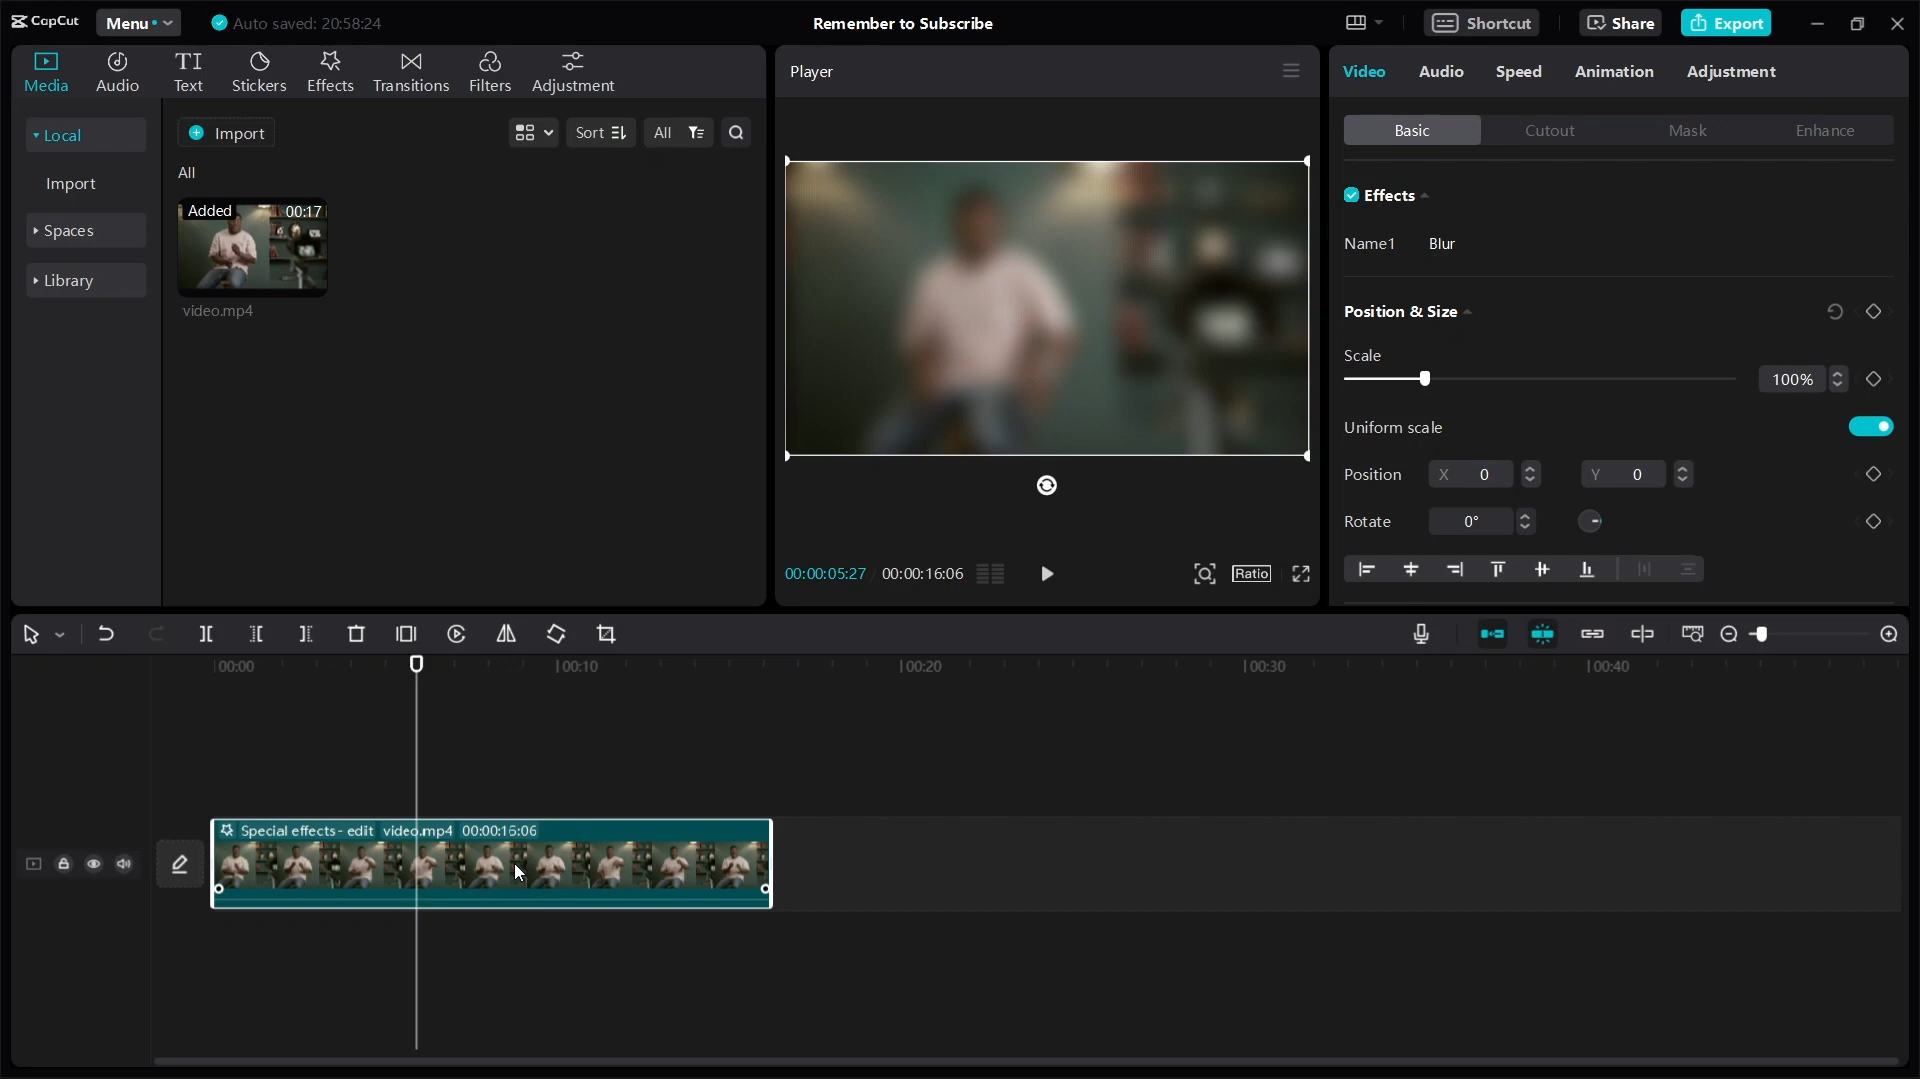 CapCut Menu Auto saved: 20:58:24 Remember to Subscribe Shortcut Share Export
Media Audio Text Stickers Effects Transitions Filters Adjustment
Local
Import
Spaces
Library
Import Sort All
All
Added 00:17
video.mp4
Player
00:00:05:27 00:00:16:06 Ratio
Video Audio Speed Animation Adjustment
Basic Cutout Mask Enhance
Effects
Name1 Blur
Position & Size
Scale
100%
Uniform scale
Position X 0 Y 0
Rotate 0°
00:00 00:10 00:20 00:30 00:40
Special effects - edit video.mp4 00:00:16:06